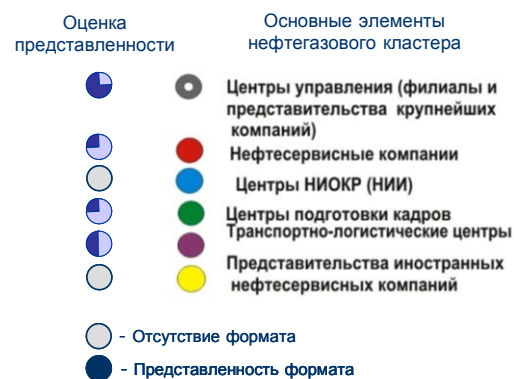 Оценка
представленности
Основные элементы
нефтегазового кластера
Центры управления (филиалы и
представительства крупнейших
компаний)
Нефтесервисные компании
Центры НИОКР (НИИ)
Центры подготовки кадров
Транспортно-логистические центры
Представительства иностранных
нефтесервисных компаний
- Отсутствие формата
- Представленность формата